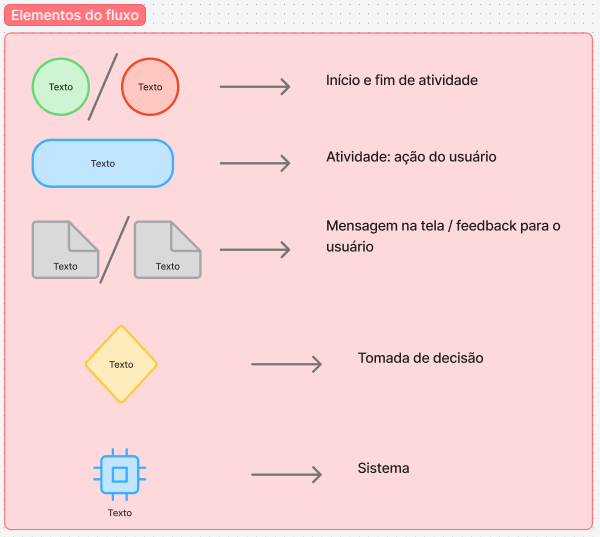 Elementos do fluxo
Texto
Texto
Início e fim de atividade
Texto
Atividade: ação do usuário
Texto
Texto
Mensagem na tela / feedback para o
usuário
Texto
Tomada de decisão
Texto
Sistema